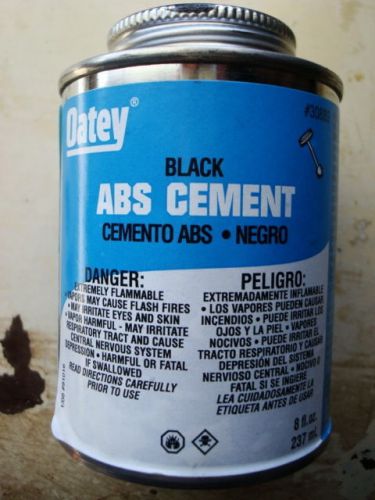 Oatey®
BLACK
ABS CEMENT
CEMENTO ABS • NEGRO
DANGER:
EXTREMELY FLAMMABLE
• VAPORS MAY CAUSE FLASH FIRES
• MAY IRRITATE EYES AND SKIN
• VAPOR HARMFUL - MAY IRRITATE
RESPIRATORY TRACT AND CAUSE
CENTRAL NERVOUS SYSTEM
DEPRESSION • HARMFUL OR FATAL
IF SWALLOWED
READ DIRECTIONS CAREFULLY
PRIOR TO USE
PELIGRO:
EXTREMADAMENTE INFLAMABLE
• LOS VAPORES PUEDEN CAUSAR
INCENDIOS • PUEDE IRRITAR LOS
OJOS Y LA PIEL • VAPORES
NOCIVOS • PUEDE IRRITAR EL
TRACTO RESPIRATORIO Y CAUSAR
DEPRESIÓN DEL SISTEMA
NERVIOSO CENTRAL • NOCIVO O
FATAL SI SE INGIERE
LEA CUIDADOSAMENTE LA
ETIQUETA ANTES DE USAR
8 fl.oz.
237 mL